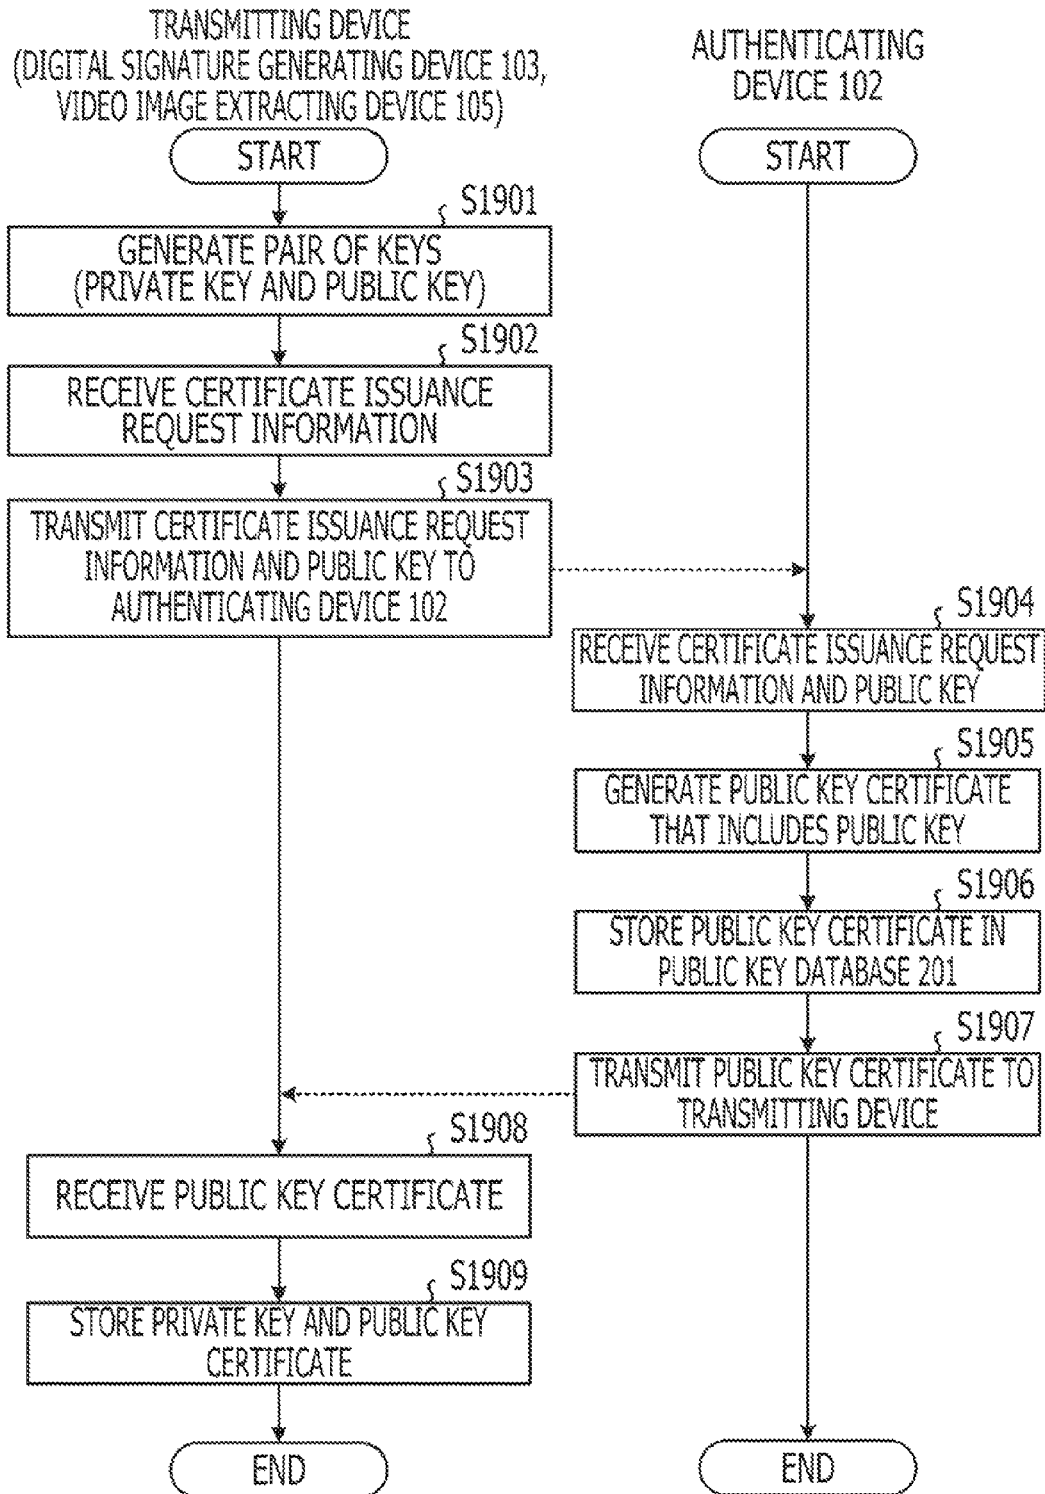 TRANSMITTING DEVICE
(DIGITAL SIGNATURE GENERATING DEVICE 103,
VIDEO IMAGE EXTRACTING DEVICE 105)
AUTHENTICATING
DEVICE 102
START
START
S1901
GENERATE PAIR OF KEYS
(PRIVATE KEY AND PUBLIC KEY)
S1902
RECEIVE CERTIFICATE ISSUANCE
REQUEST INFORMATION
S1903
TRANSMIT CERTIFICATE ISSUANCE REQUEST
INFORMATION AND PUBLIC KEY TO
AUTHENTICATING DEVICE 102
S1904
RECEIVE CERTIFICATE ISSUANCE REQUEST
INFORMATION AND PUBLIC KEY
S1905
GENERATE PUBLIC KEY CERTIFICATE
THAT INCLUDES PUBLIC KEY
S1906
STORE PUBLIC KEY CERTIFICATE IN
PUBLIC KEY DATABASE 201
S1907
TRANSMIT PUBLIC KEY CERTIFICATE TO
TRANSMITTING DEVICE
S1908
RECEIVE PUBLIC KEY CERTIFICATE
S1909
STORE PRIVATE KEY AND PUBLIC KEY
CERTIFICATE
END
END